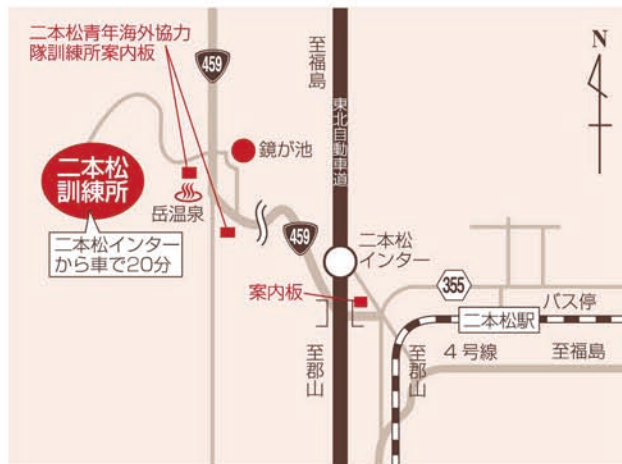 二本松青年海外協力
隊訓練所案内板
459
至福島
N
東北自動車道
鏡が池
二本松
訓練所
岳温泉
二本松インター
から車で20分
459
二本松
インター
案内板
355
バス停
二本松駅
至郡山
至郡山
4号線
至福島